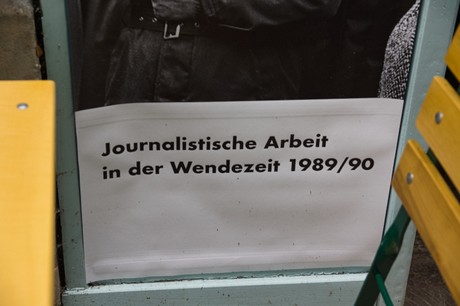 Journalistische Arbeit
in der Wendezeit 1989/90